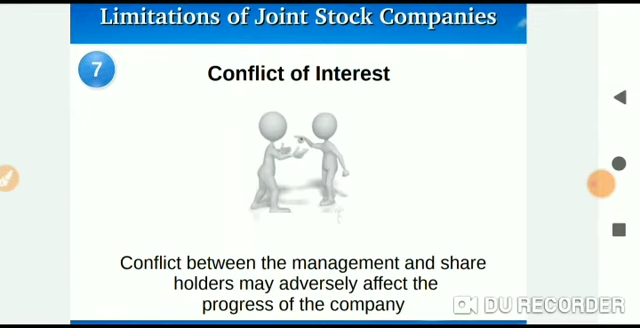 Limitations of Joint Stock Companies
7
Conflict of Interest
Conflict between the management and share
holders may adversely affect the
progress of the company
DU RECORDER